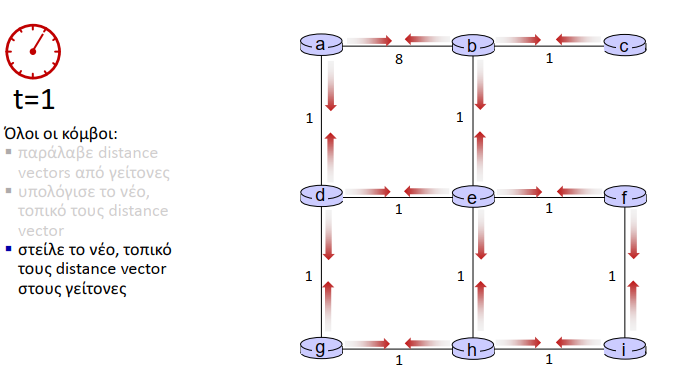 t=1
Όλοι οι κόμβοι:
παράλαβε distance
vectors από γείτονες
υπολόγισε το νέο,
τοπικό τους distance
vector
στείλε το νέο, τοπικό
τους distance vector
στους γείτονες
a b c
8 1
1 1
d e f
1 1
1 1 1
g h i
1 1